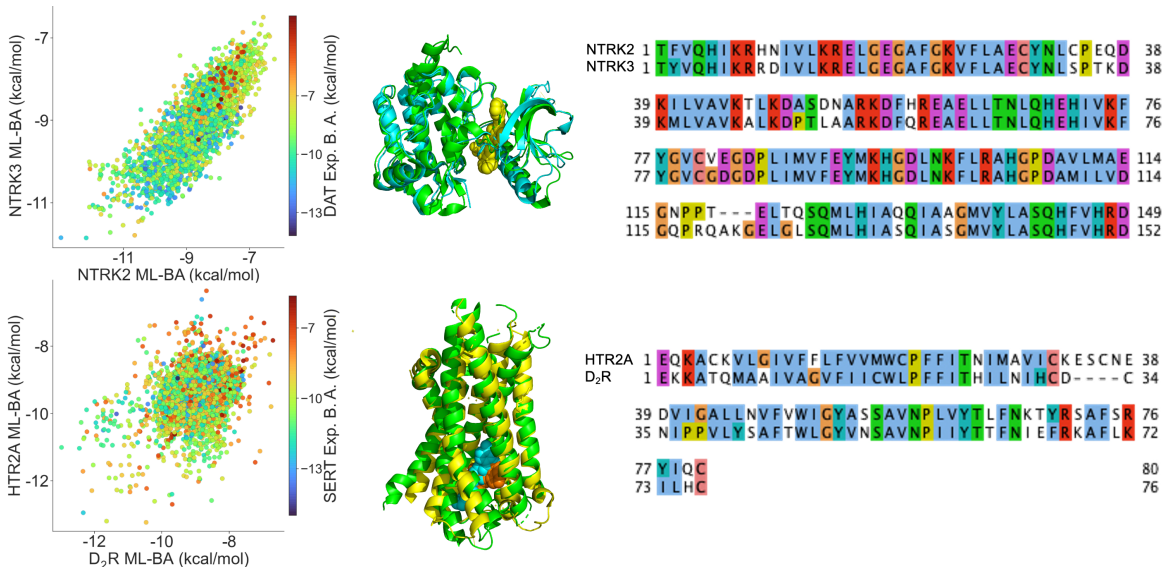 -7
-9
-11
NTRK3 ML-BA (kcal/mol)
-11
-9
-7
NTRK2 ML-BA (kcal/mol)
-7
-10
-13
DAT Exp. B. A. (kcal/mol)
NTRK2 1 TFVQHIKRHNIVLKRELGEGAFGKVFLAECYNLCPEQD 38
NTRK3 1 TYVQHIKRRDIVLKRELGEGAFGKVFLAECYNLSPTKD 38
39 KILVAVKTLKDASDNARKDFHREAELLTNLQHEHIVKF 76
39 KMLVAVKALKDPTLAARKDFQREAELLTNLQHEHIVKF 76
77 YGVCVEGDPLIMVFEYMKHGDLNKFLRAHGPDAVLMAE 114
77 YGVCGDGDPLIMVFEYMKHGDLNKFLRAHGPDAMILVD 114
115 GNPPT---ELTQSQMLHIAQQIAAGMVYLASQHFVHRD 149
115 GQPRQAKGELGLSQMLHIASQIASGMVYLASQHFVHRD 152
-8
-10
-12
HTR2A ML-BA (kcal/mol)
-12
-10
-8
D₂R ML-BA (kcal/mol)
-7
-10
-13
SERT Exp. B. A. (kcal/mol)
HTR2A 1 EQKACKVLGIVFFLFVVMWCPFFITNIMAVICKESCNE 38
D₂R 1 EKKATQMAAIVAGVFIICWLPFFITHILNIHCD----C 34
39 DVIGALLNVFVWIGYASSAVNPLVYTLFNKTYRSAFSR 76
35 NIPPVLYSAFTWLGYVNSAVNPIIYTTFNIEFRKAFLK 72
77 YIQC 80
73 ILHC 76